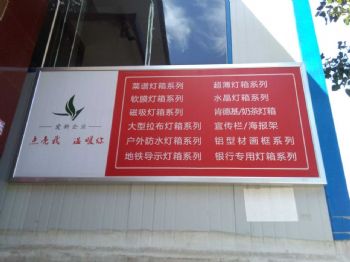 爱新企业
点亮我 温暖你
菜谱灯箱系列
软膜灯箱系列
磁吸灯箱系列
大型拉布灯箱系列
户外防水灯箱系列
地铁导示灯箱系列
超薄灯箱系列
水晶灯箱系列
肯德基/奶茶灯箱
宣传栏/海报架
铝型材画框系列
银行专用灯箱系列